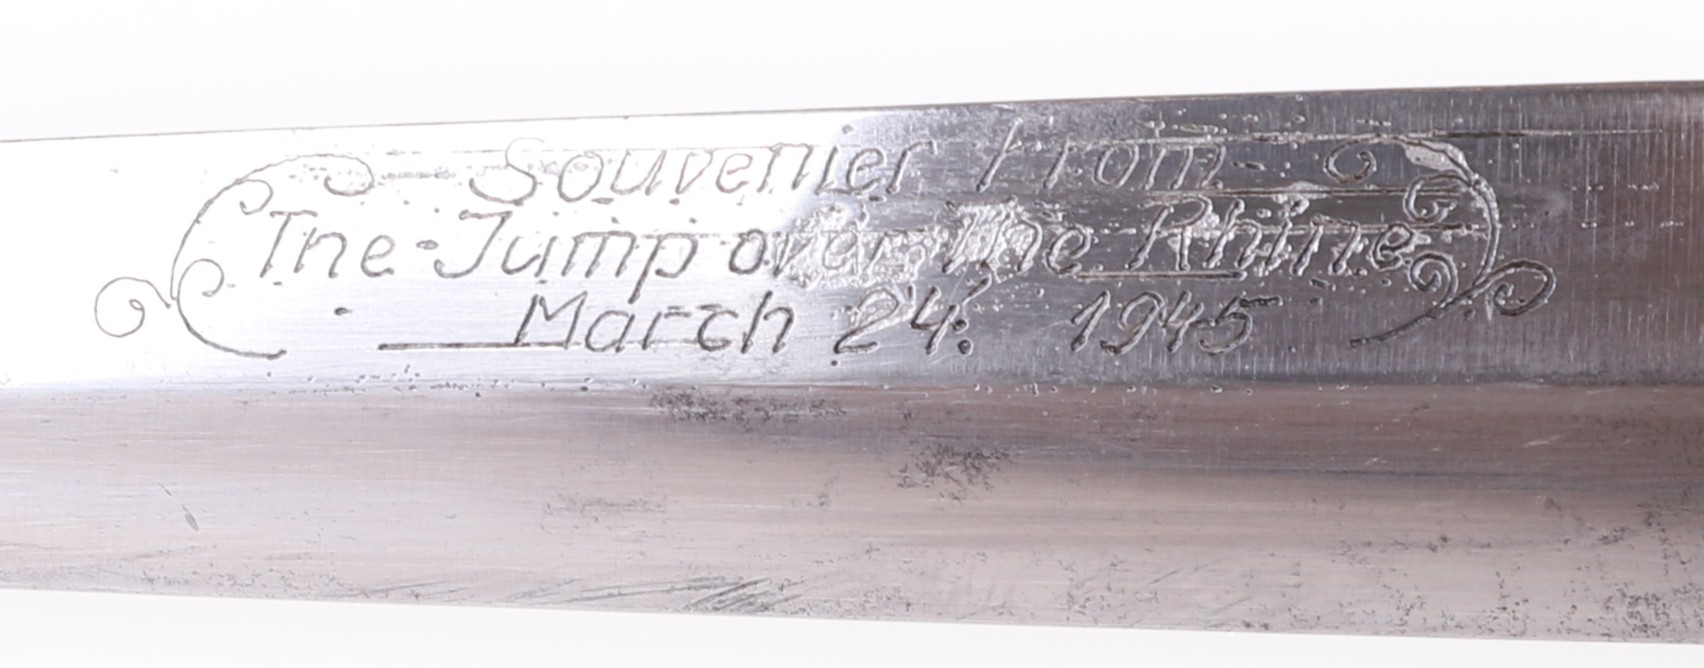 Souvenier From
The-Jump over The Rhine
March 24. 1945